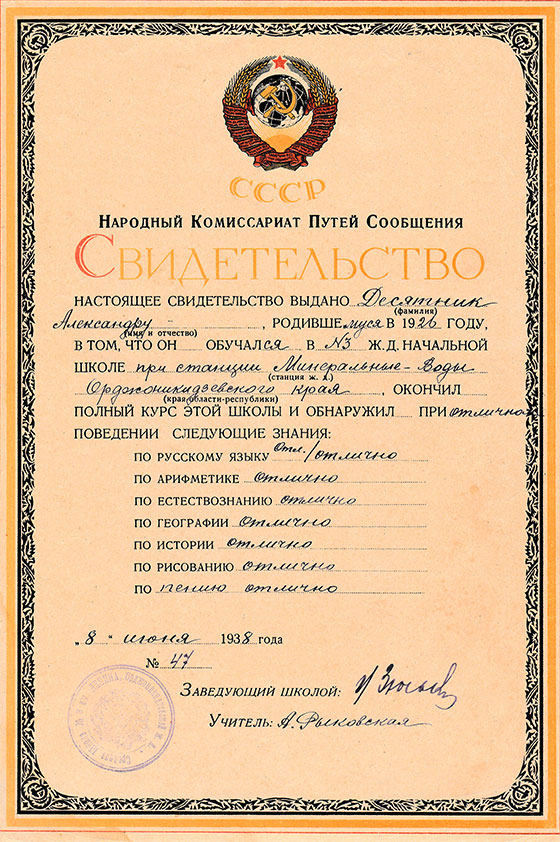 СССР
НАРОДНЫЙ КОМИССАРИАТ ПУТЕЙ СООБЩЕНИЯ
СВИДЕТЕЛЬСТВО
НАСТОЯЩЕЕ СВИДЕТЕЛЬСТВО ВЫДАНО Десятник
(фамилия)
Александру, РОДИВШЕмуся В 1926 ГОДУ,
(имя и отчество)
В ТОМ, ЧТО ОН ОБУЧАЛся В №3 Ж. Д. НАЧАЛЬНОЙ
ШКОЛЕ при станции Минеральные-Воды
(станция ж. д.)
Орджоникидзевского края, ОКОНЧИЛ
(края области-республики)
ПОЛНЫЙ КУРС ЭТОЙ ШКОЛЫ И ОБНАРУЖИЛ ПРИ отличном
ПОВЕДЕНИИ СЛЕДУЮЩИЕ ЗНАНИЯ:
ПО РУССКОМУ ЯЗЫКУ отл./отлично
ПО АРИФМЕТИКЕ отлично
ПО ЕСТЕСТВОЗНАНИЮ отлично
ПО ГЕОГРАФИИ отлично
ПО ИСТОРИИ отлично
ПО РИСОВАНИЮ отлично
ПО пению отлично
„8" июня 1938 года
№ 47
ЗАВЕДУЮЩИЙ ШКОЛОЙ:
УЧИТЕЛЬ: А. Рыковская